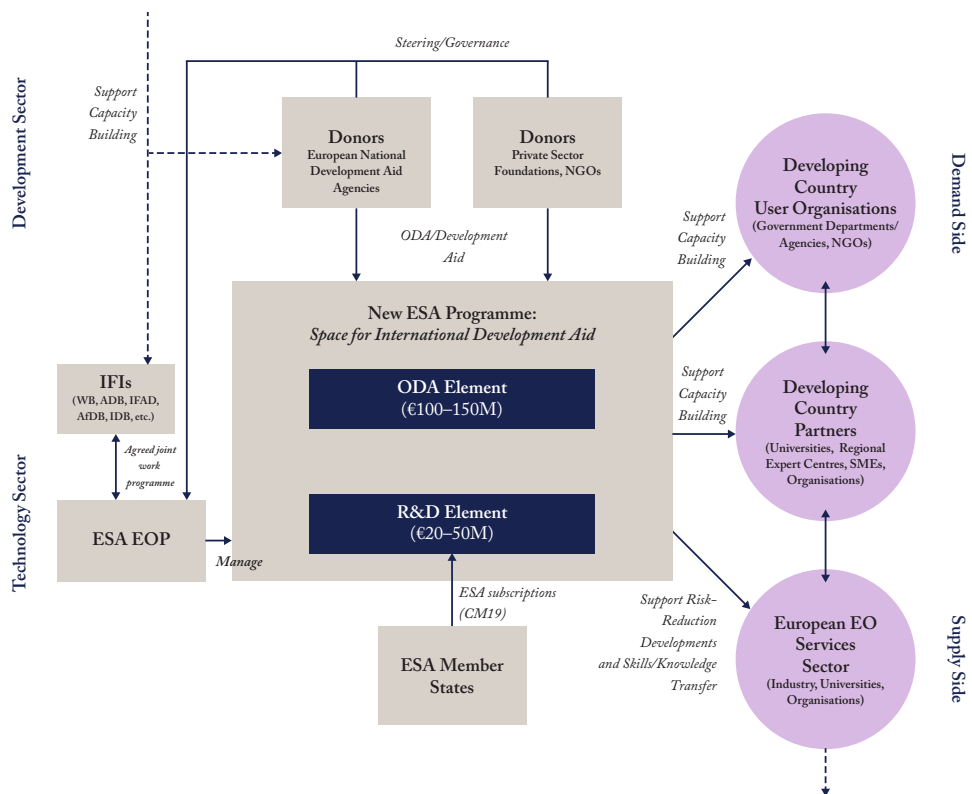 Steering/Governance
Development Sector
Support
Capacity
Building
Donors
European National
Development Aid
Agencies
Donors
Private Sector
Foundations, NGOs
ODA/Development
Aid
Support
Capacity
Building
Developing
Country
User Organisations
(Government Departments/
Agencies, NGOs)
Demand Side
New ESA Programme:
Space for International Development Aid
ODA Element
(€100–150M)
R&D Element
(€20–50M)
IFIs
(WB, ADB, IFAD,
AfDB, IDB, etc.)
Agreed joint
work
programme
Technology Sector
ESA EOP
Manage
Support
Capacity
Building
Developing
Country
Partners
(Universities, Regional
Expert Centres, SMEs,
Organisations)
ESA subscriptions
(CM19)
ESA Member
States
Support Risk-
Reduction
Developments
and Skills/Knowledge
Transfer
European EO
Services
Sector
(Industry, Universities,
Organisations)
Supply Side